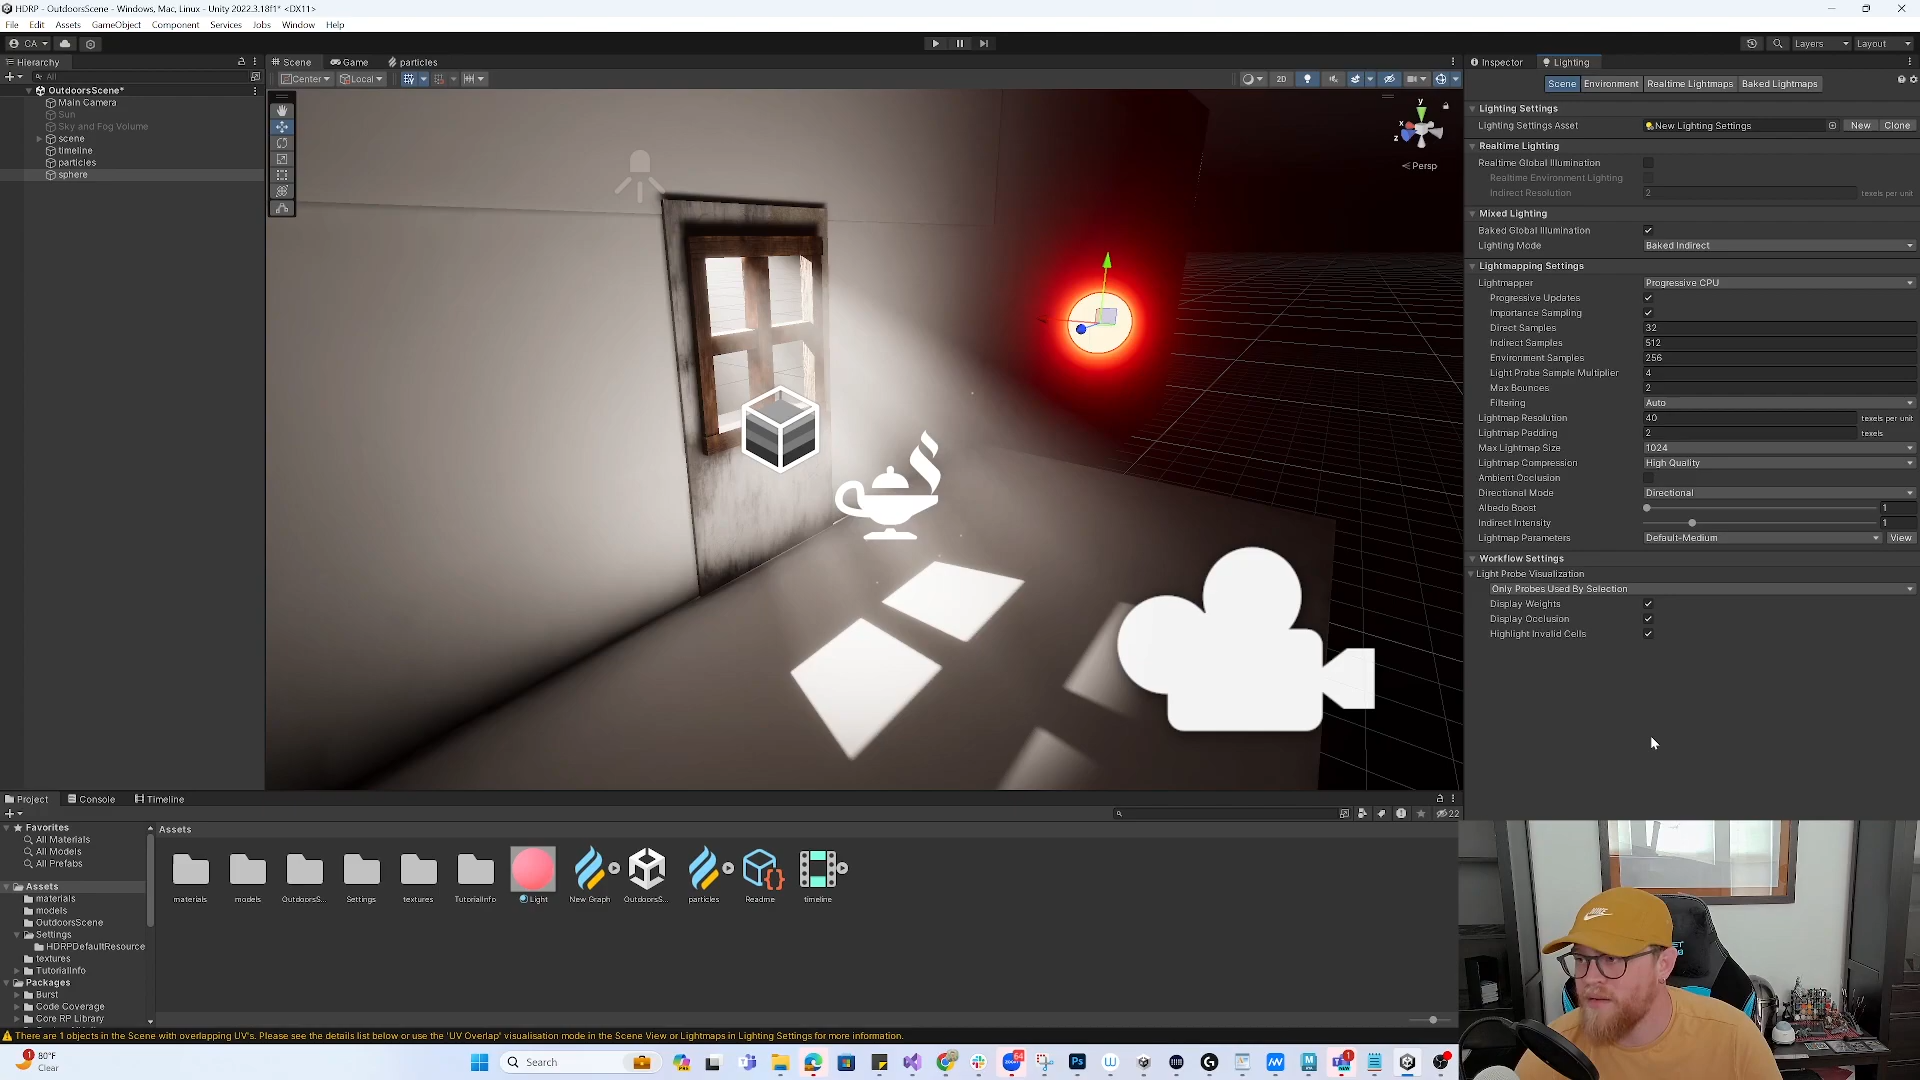 HDRP - OutdoorsScene - Windows, Mac, Linux - Unity 2022.3.18f1* <DX11>
File Edit Assets GameObject Component Services Jobs Window Help
CA Layers Layout
Hierarchy Scene Game particles Inspector Lighting
All Center Local 2D
Scene Environment Realtime Lightmaps Baked Lightmaps
OutdoorsScene*
Main Camera
Sun
Sky and Fog Volume
scene
timeline
particles
sphere
y
x
z
Persp
Lighting Settings
Lighting Settings Asset New Lighting Settings New Clone
Realtime Lighting
Realtime Global Illumination
Realtime Environment Lighting
Indirect Resolution 2 texels per unit
Mixed Lighting
Baked Global Illumination
Lighting Mode Baked Indirect
Lightmapping Settings
Lightmapper Progressive CPU
Progressive Updates
Importance Sampling
Direct Samples 32
Indirect Samples 512
Environment Samples 256
Light Probe Sample Multiplier 4
Max Bounces 2
Filtering Auto
Lightmap Resolution 40 texels per unit
Lightmap Padding 2 texels
Max Lightmap Size 1024
Lightmap Compression High Quality
Ambient Occlusion
Directional Mode Directional
Albedo Boost 1
Indirect Intensity 1
Lightmap Parameters Default-Medium View
Workflow Settings
Light Probe Visualization
Only Probes Used By Selection
Display Weights
Display Occlusion
Highlight Invalid Cells
Project Console Timeline
22
Favorites
All Materials
All Models
All Prefabs
Assets
materials
models
OutdoorsScene
Settings
HDRPDefaultResource
textures
TutorialInfo
Packages
Burst
Code Coverage
Core RP Library
Assets
materials models OutdoorsS... Settings textures TutorialInfo Light New Graph OutdoorsS... particles Readme timeline
There are 1 objects in the Scene with overlapping UV's. Please see the details list below or use the 'UV Overlap' visualisation mode in the Scene View or Lightmaps in Lighting Settings for more information.
1 80°F
Clear
Search
64
1
NEW